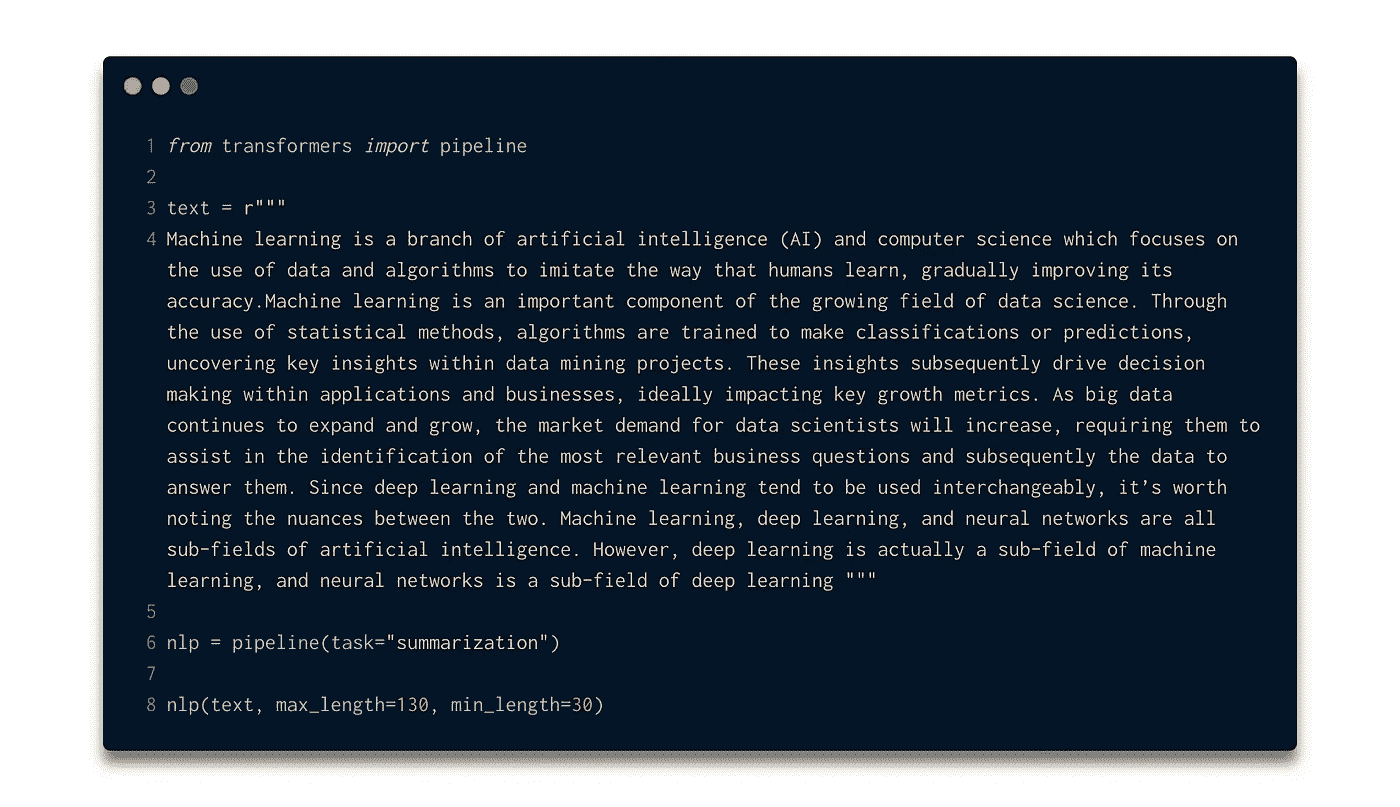 1 from transformers import pipeline
2
3 text = r"""
4 Machine learning is a branch of artificial intelligence (AI) and computer science which focuses on
the use of data and algorithms to imitate the way that humans learn, gradually improving its
accuracy.Machine learning is an important component of the growing field of data science. Through
the use of statistical methods, algorithms are trained to make classifications or predictions,
uncovering key insights within data mining projects. These insights subsequently drive decision
making within applications and businesses, ideally impacting key growth metrics. As big data
continues to expand and grow, the market demand for data scientists will increase, requiring them to
assist in the identification of the most relevant business questions and subsequently the data to
answer them. Since deep learning and machine learning tend to be used interchangeably, it’s worth
noting the nuances between the two. Machine learning, deep learning, and neural networks are all
sub-fields of artificial intelligence. However, deep learning is actually a sub-field of machine
learning, and neural networks is a sub-field of deep learning """
5
6 nlp = pipeline(task="summarization")
7
8 nlp(text, max_length=130, min_length=30)